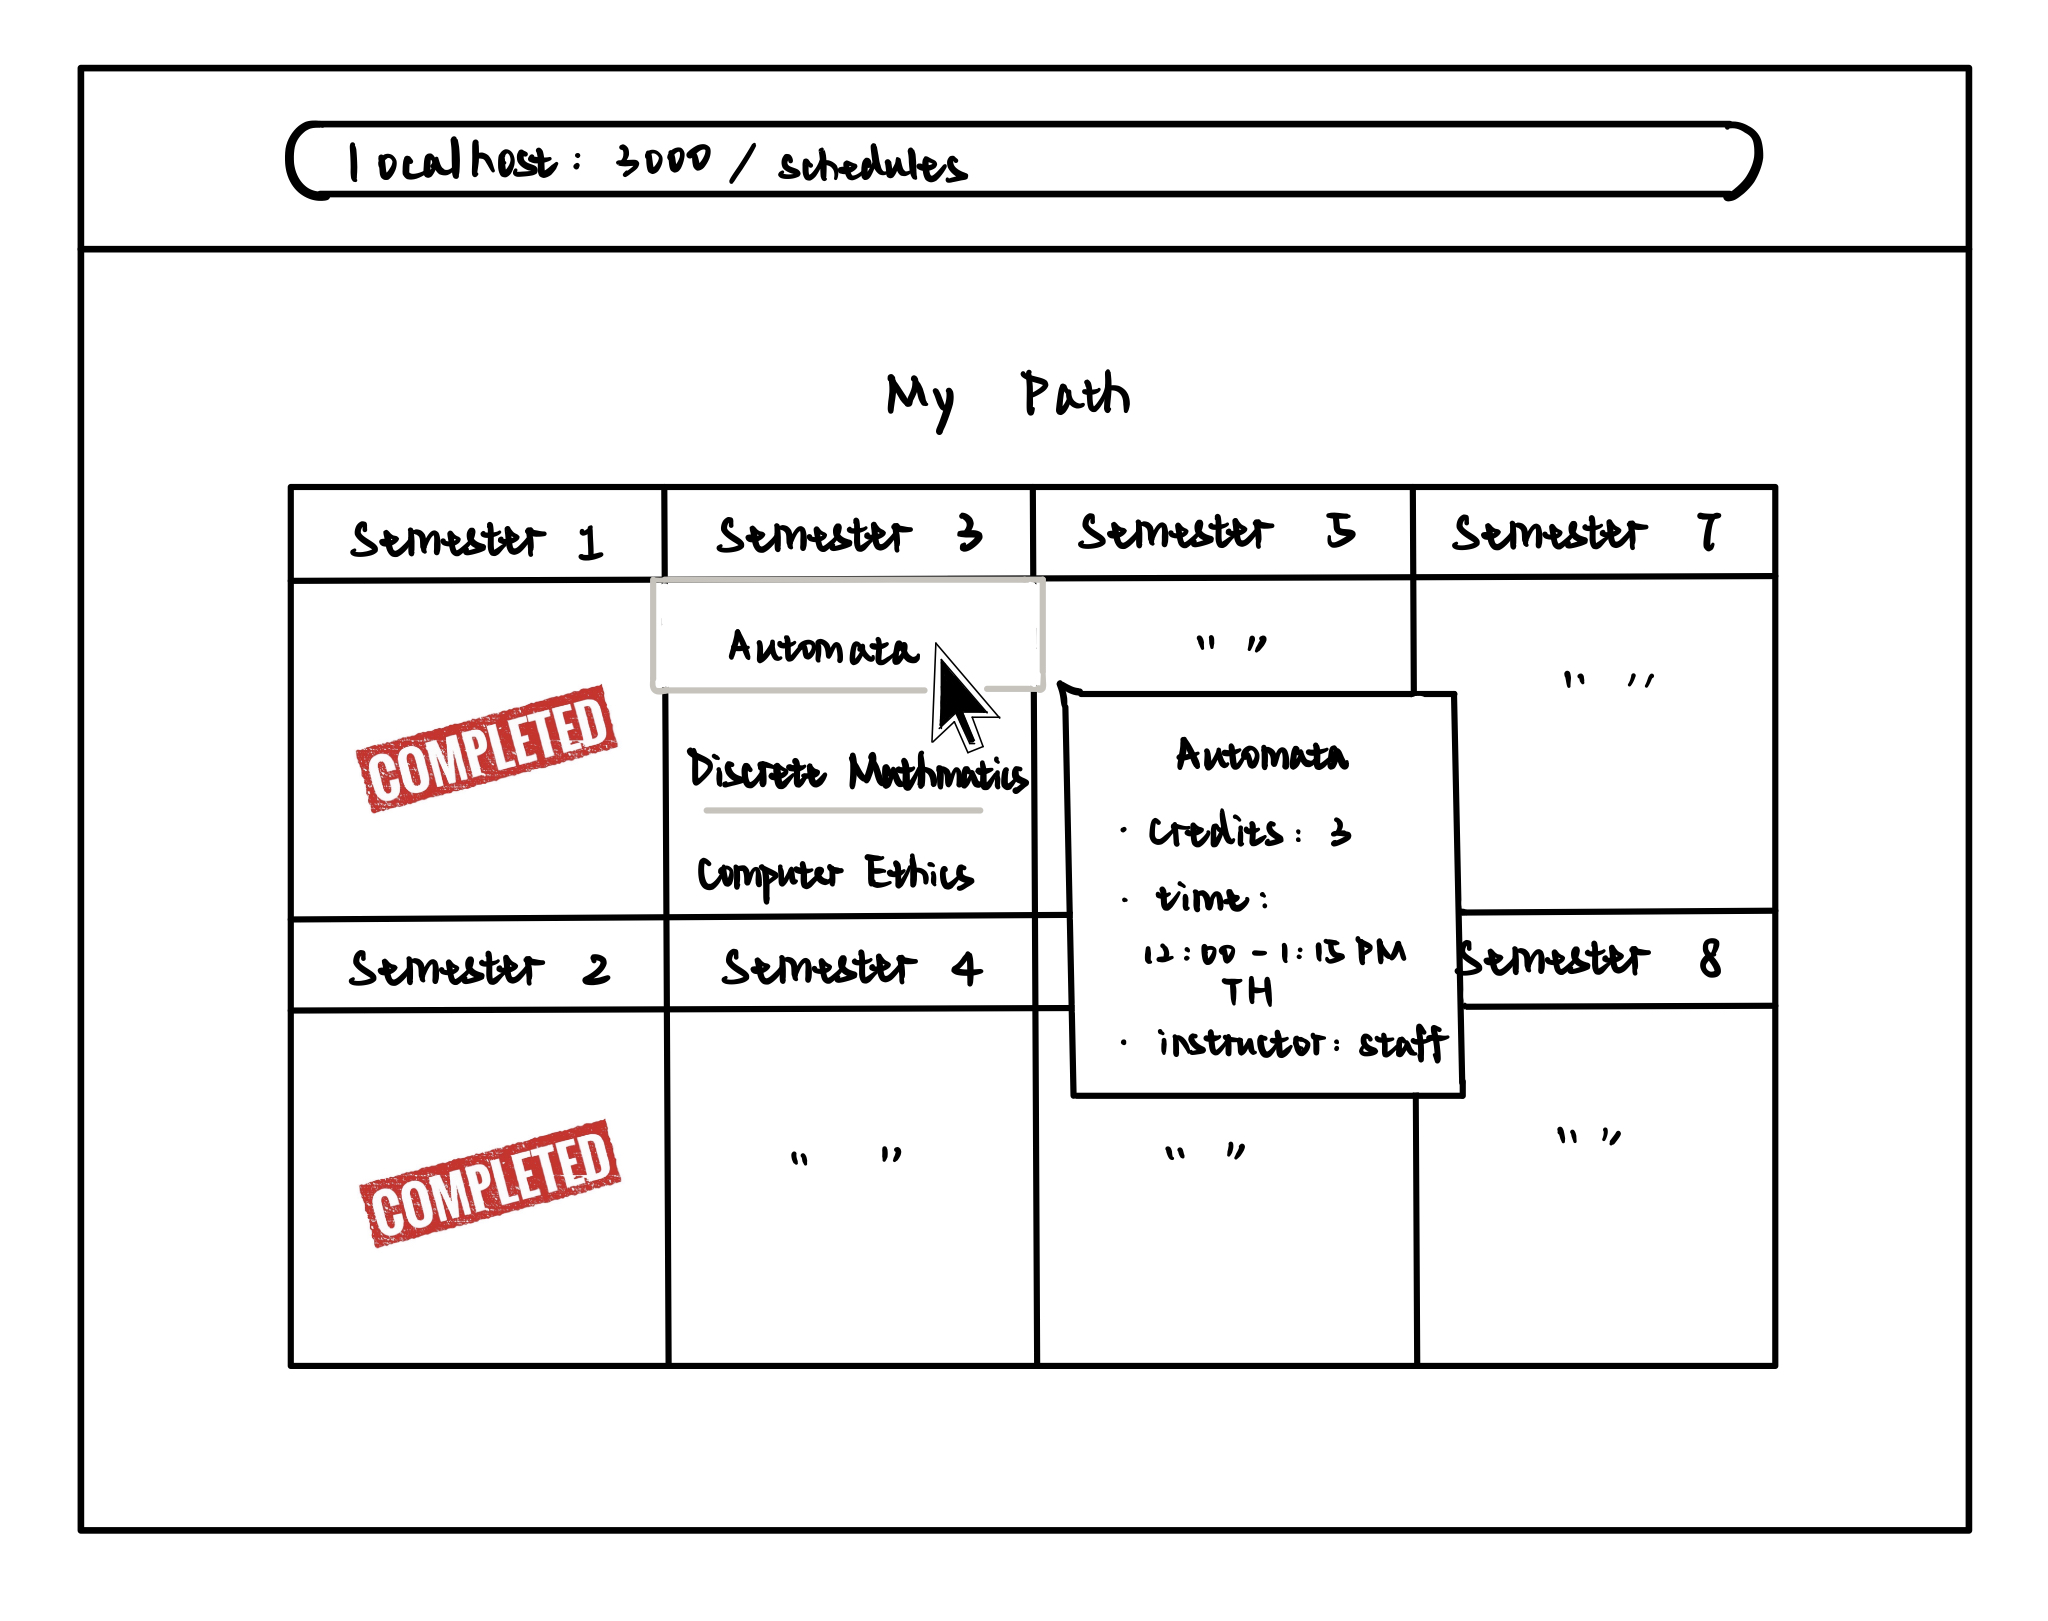 localhost: 3000 / schedules
My Path
Semester 1
Semester 3
Semester 5
Semester 7
COMPLETED
Automata
Discrete Mathmatics
Computer Ethics
" "
" "
Automata
· credits: 3
· time:
12:00 - 1:15 PM
TH
· instructor: staff
Semester 2
Semester 4
Semester 8
COMPLETED
" "
" "
" "